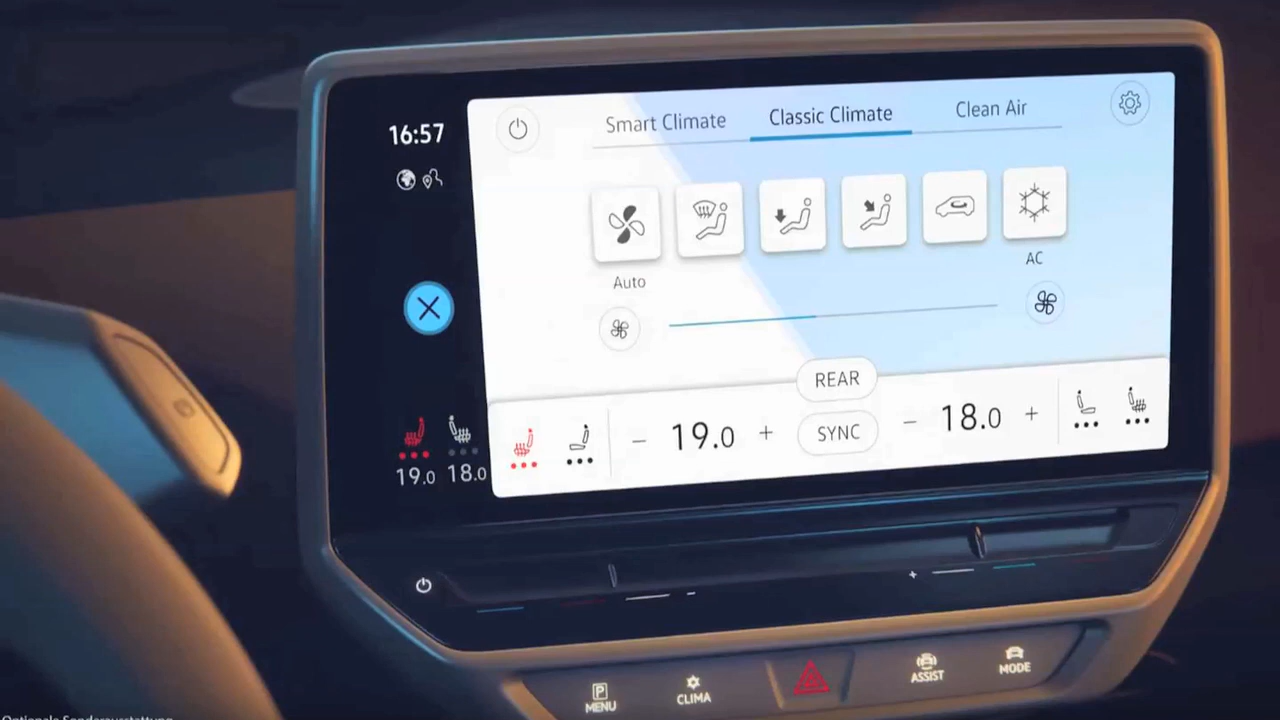 16:57
Smart Climate
Classic Climate
Clean Air
Auto
AC
REAR
SYNC
− 19.0 +
− 18.0 +
19.0 18.0
+
−
P
MENU
CLIMA
ASSIST
MODE
Optionale Sonderausstattung